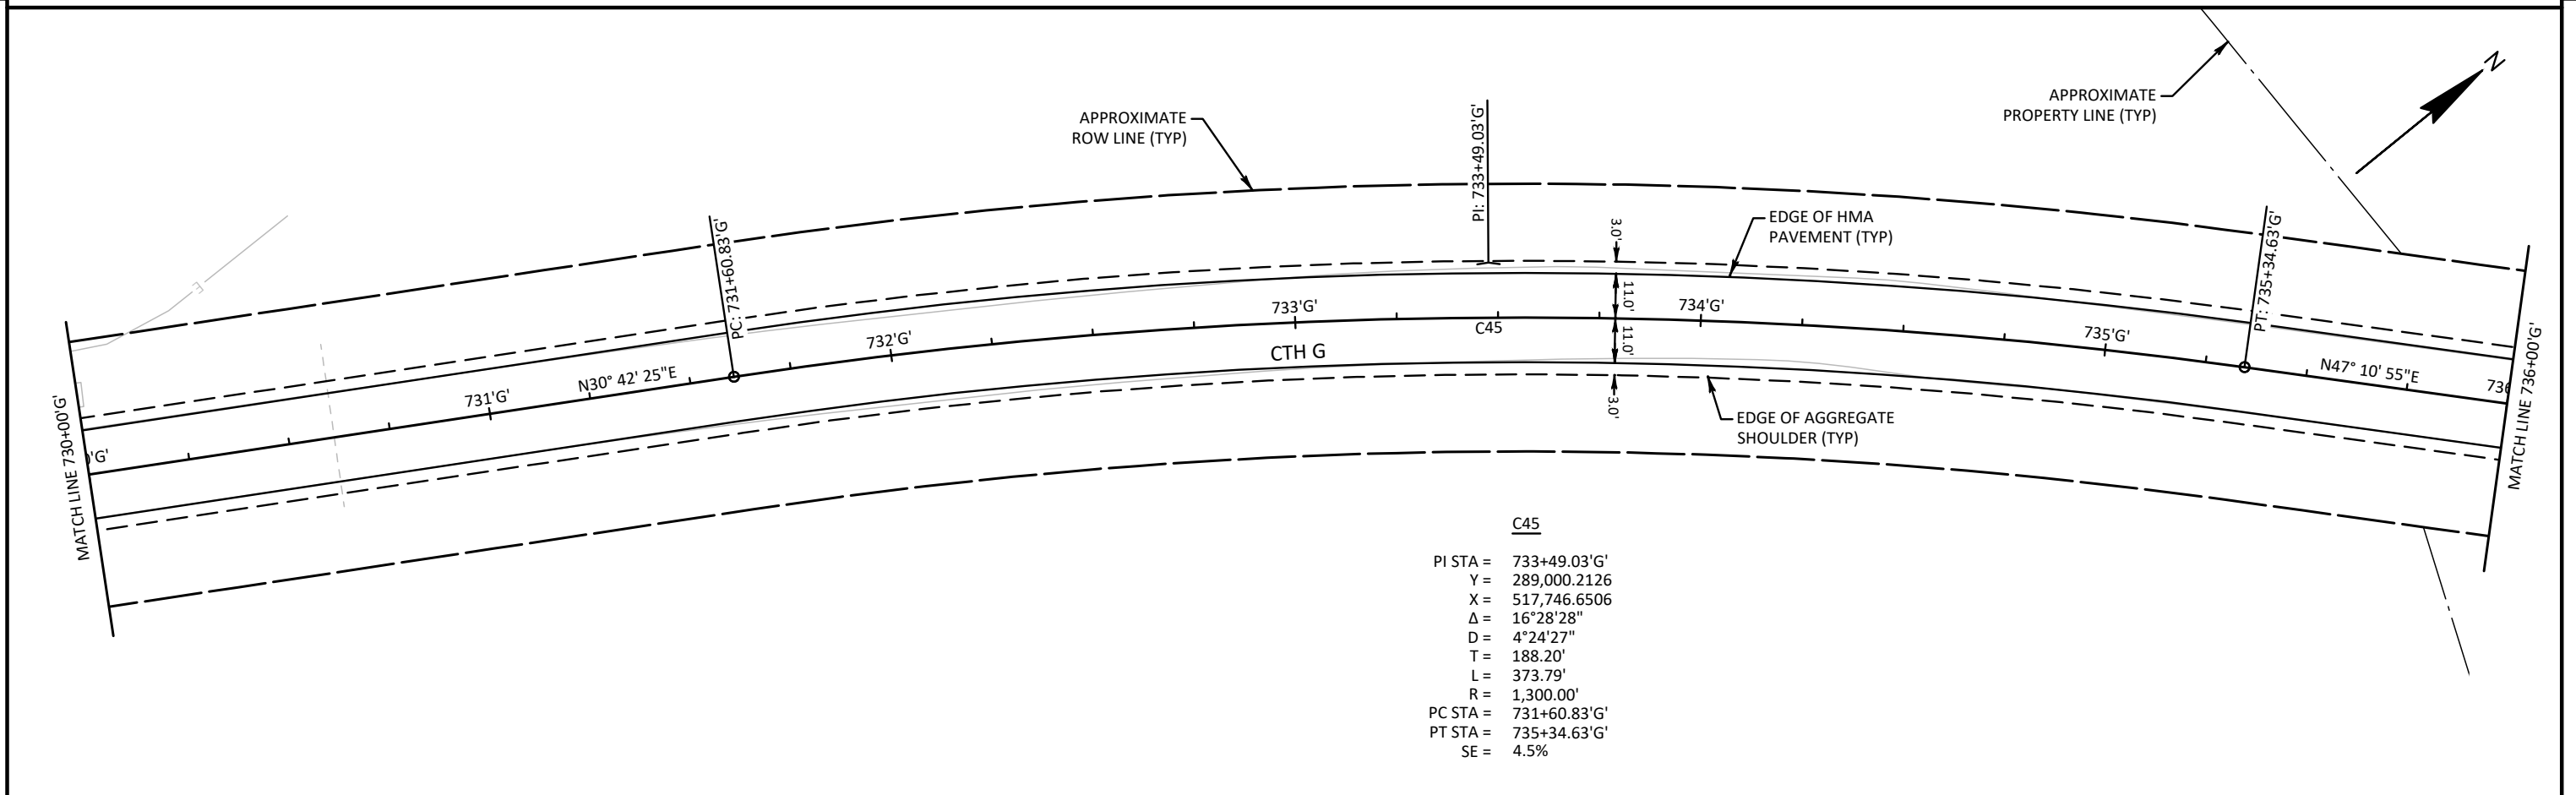 N
APPROXIMATE
PROPERTY LINE (TYP)
APPROXIMATE
ROW LINE (TYP)
PI: 733+49.03'G'
PC: 731+60.83'G'
PT: 735+34.63'G'
3.0'
EDGE OF HMA
PAVEMENT (TYP)
E
11.0'
11.0'
3.0'
733'G'
734'G'
C45
732'G'
735'G'
CTH G
N30° 42' 25"E
731'G'
N47° 10' 55"E
736
'G'
EDGE OF AGGREGATE
SHOULDER (TYP)
MATCH LINE 730+00'G'
MATCH LINE 736+00'G'
C45
PI STA = 733+49.03'G'
Y = 289,000.2126
X = 517,746.6506
Δ = 16°28'28"
D = 4°24'27"
T = 188.20'
L = 373.79'
R = 1,300.00'
PC STA = 731+60.83'G'
PT STA = 735+34.63'G'
SE = 4.5%